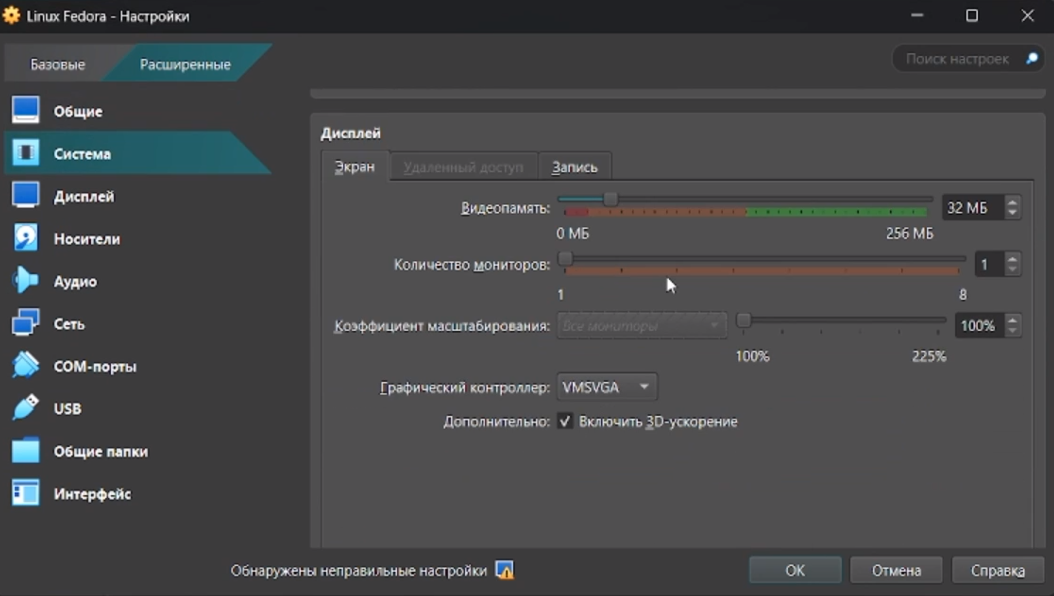 Linux Fedora - Настройки
Базовые
Расширенные
Поиск настроек
Общие
Система
Дисплей
Носители
Аудио
Сеть
COM-порты
USB
Общие папки
Интерфейс
Дисплей
Экран
Удаленный доступ
Запись
Видеопамять:
32 МБ
0 МБ
256 МБ
Количество мониторов:
1
1
8
Коэффициент масштабирования:
Все мониторы
100%
100%
225%
Графический контроллер:
VMSVGA
Дополнительно:
Включить 3D-ускорение
Обнаружены неправильные настройки
OK
Отмена
Справка